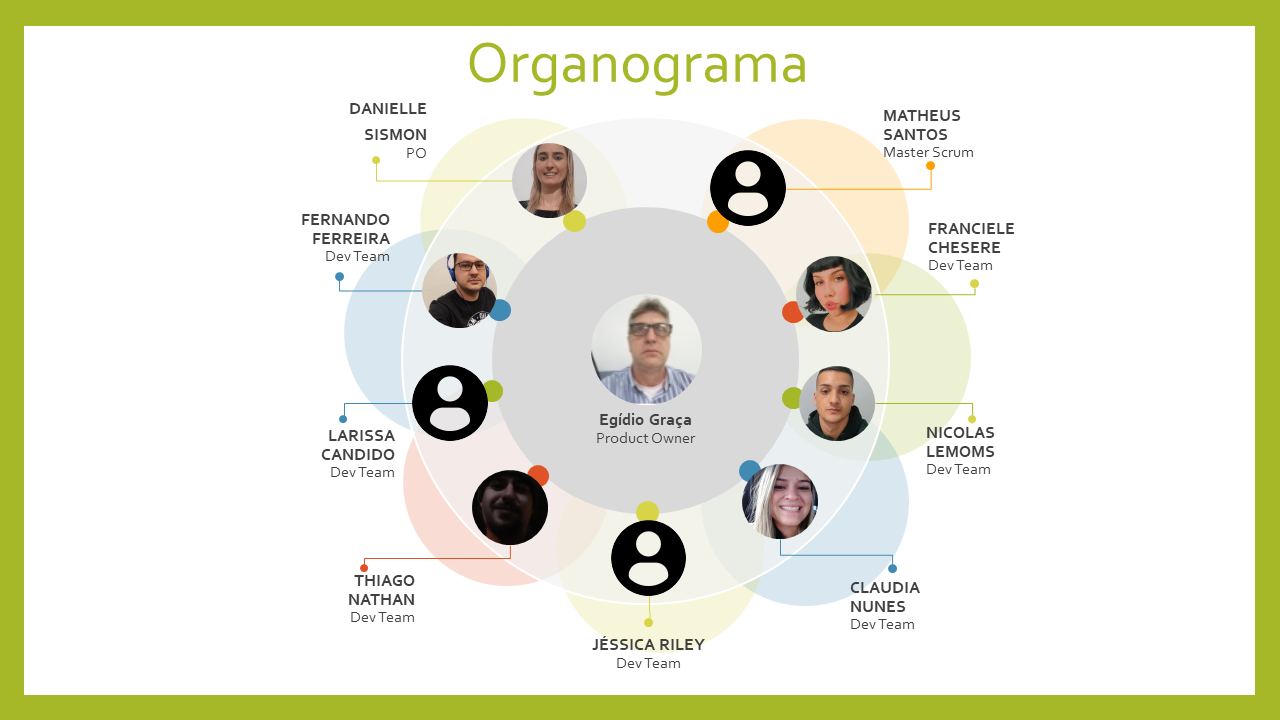 Organograma
DANIELLE
SISMON
PO
MATHEUS
SANTOS
Master Scrum
FERNANDO
FERREIRA
Dev Team
FRANCIELE
CHESERE
Dev Team
Egídio Graça
Product Owner
LARISSA
CANDIDO
Dev Team
NICOLAS
LEMOMS
Dev Team
THIAGO
NATHAN
Dev Team
CLAUDIA
NUNES
Dev Team
JÉSSICA RILEY
Dev Team